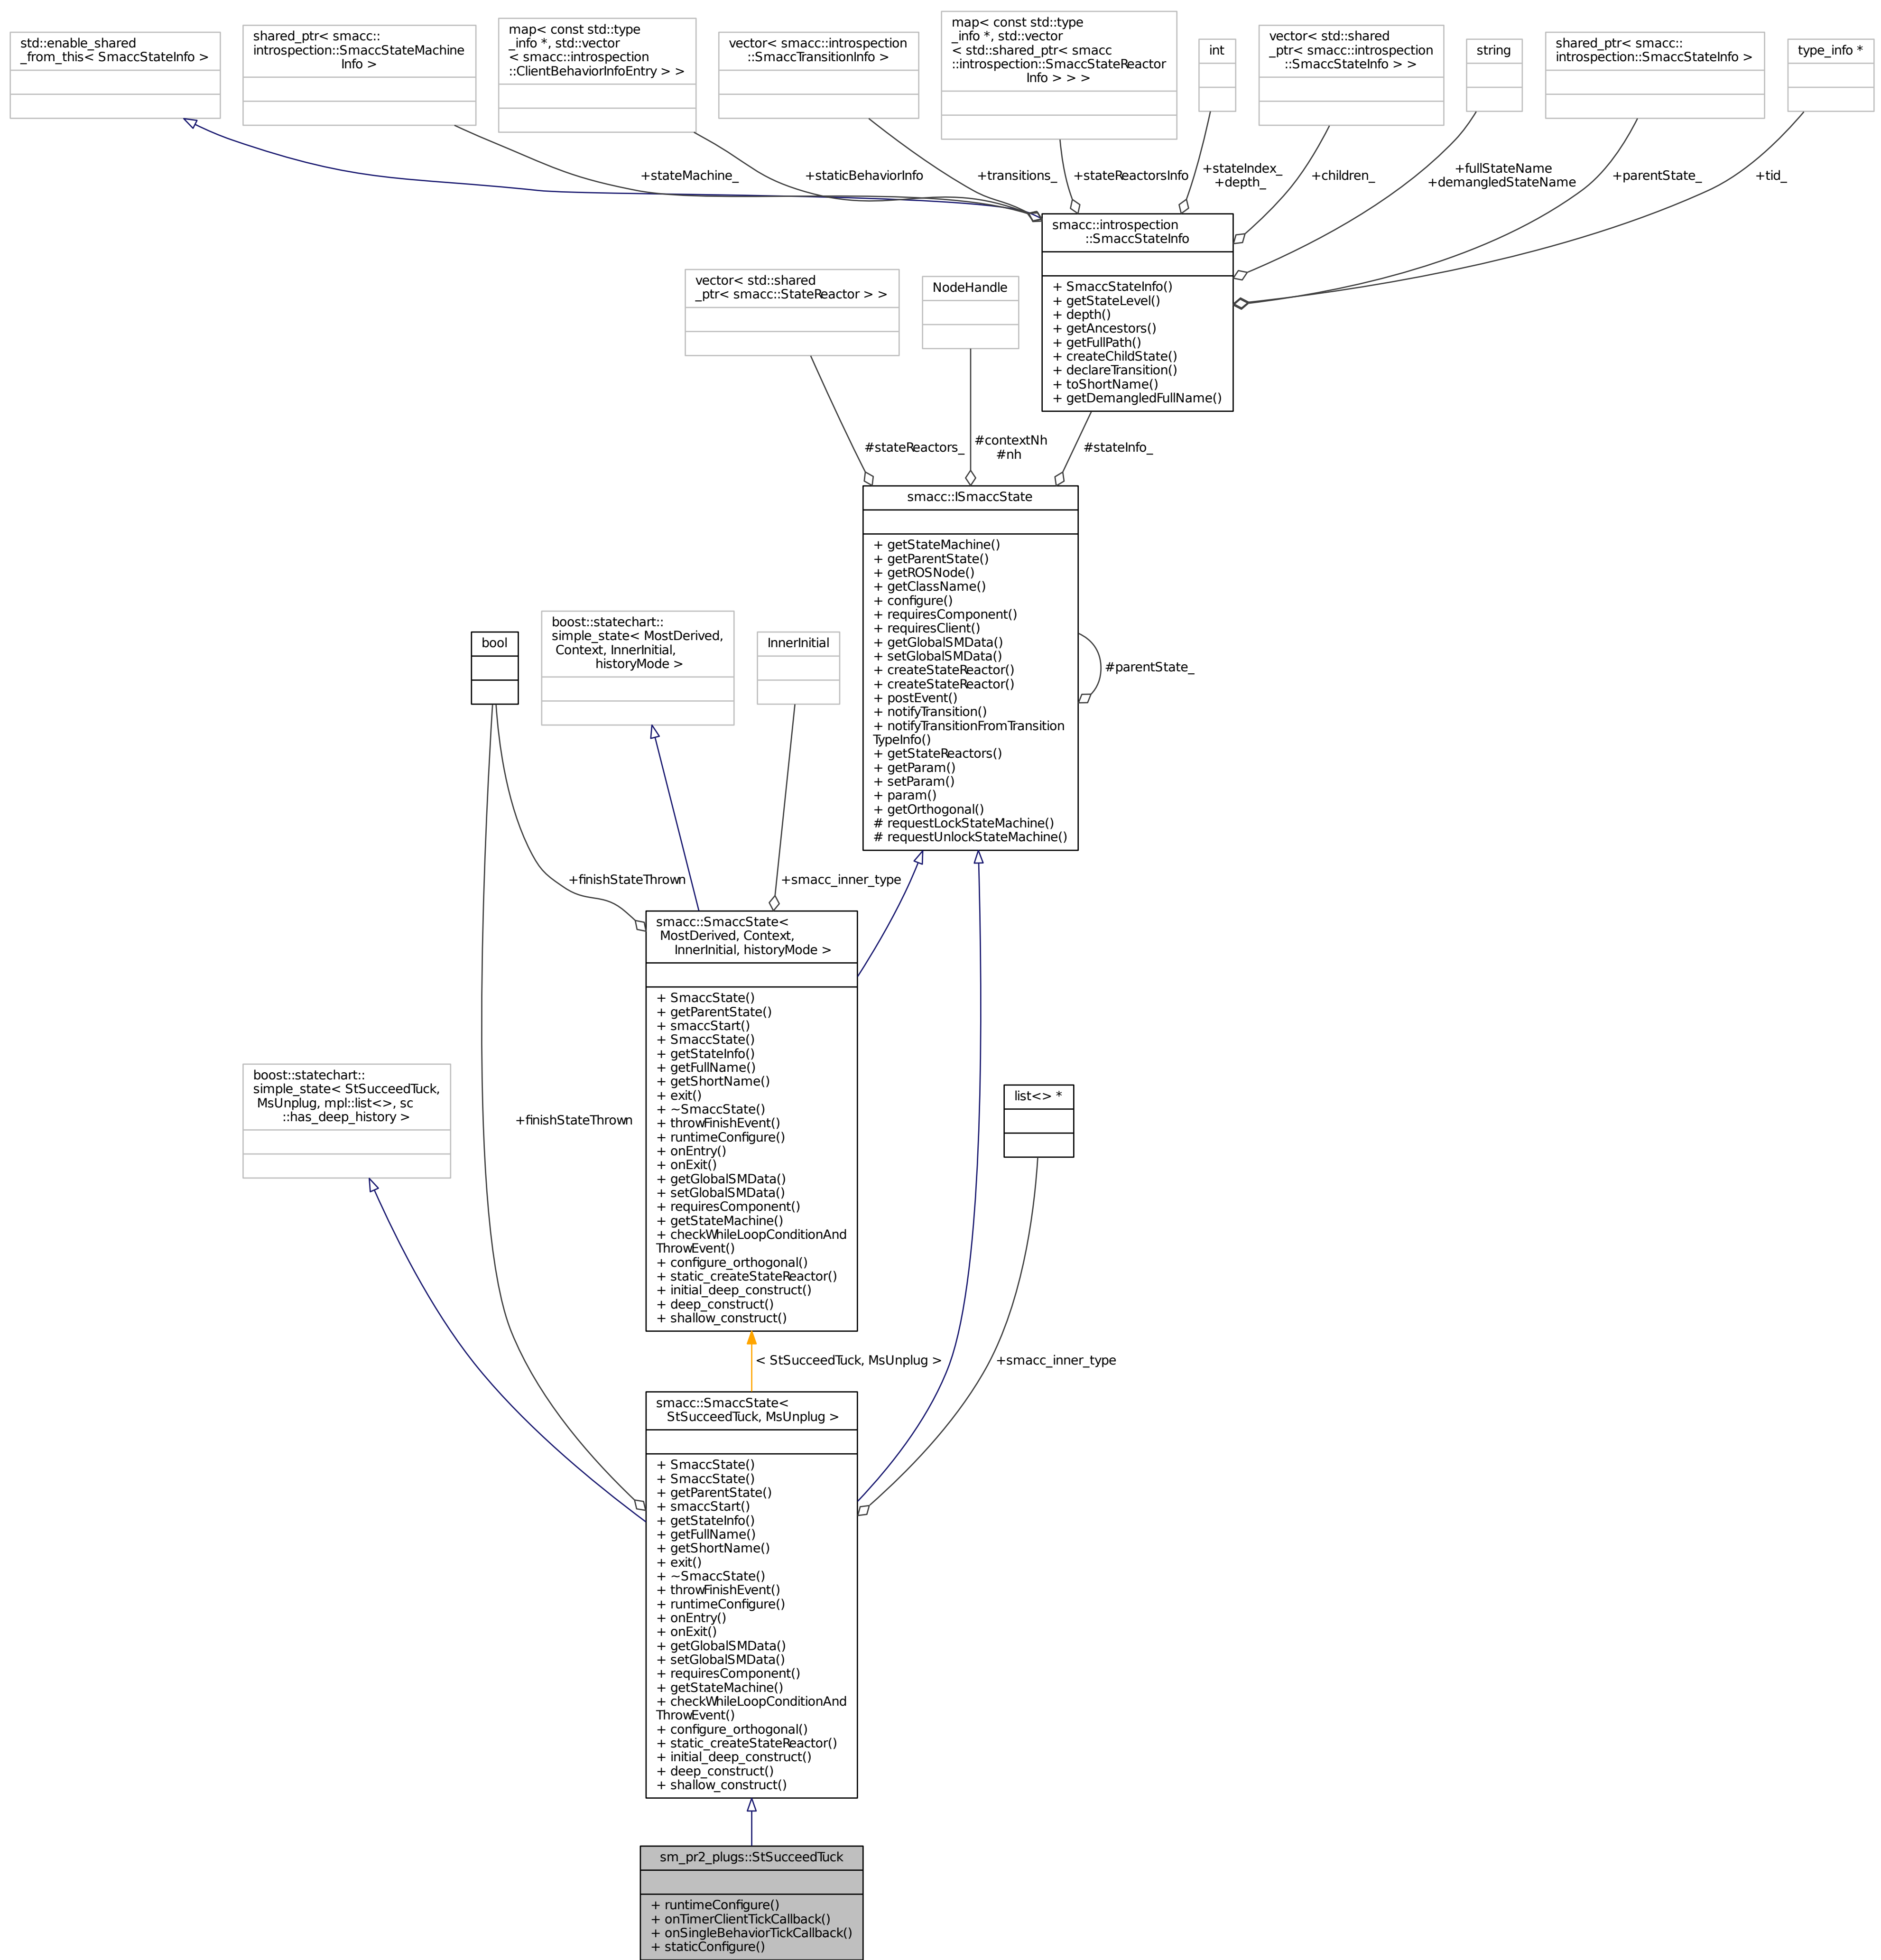 std::enable_shared
_from_this< SmaccStateInfo >
shared_ptr< smacc::
introspection::SmaccStateMachine
Info >
map< const std::type
_info *, std::vector
< smacc::introspection
::ClientBehaviorInfoEntry > >
vector< smacc::introspection
::SmaccTransitionInfo >
map< const std::type
_info *, std::vector
< std::shared_ptr< smacc
::introspection::SmaccStateReactor
Info > > >
int
vector< std::shared
_ptr< smacc::introspection
::SmaccStateInfo > >
string
shared_ptr< smacc::
introspection::SmaccStateInfo >
type_info *
+stateMachine_
+staticBehaviorInfo
+transitions_
+stateReactorsInfo
+stateIndex_
+depth_
+children_
+fullStateName
+demangledStateName
+parentState_
+tid_
smacc::introspection
::SmaccStateInfo
+ SmaccStateInfo()
+ getStateLevel()
+ depth()
+ getAncestors()
+ getFullPath()
+ createChildState()
+ declareTransition()
+ toShortName()
+ getDemangledFullName()
vector< std::shared
_ptr< smacc::StateReactor > >
NodeHandle
#stateReactors_
#contextNh
#nh
#stateInfo_
smacc::ISmaccState
+ getStateMachine()
+ getParentState()
+ getROSNode()
+ getClassName()
+ configure()
+ requiresComponent()
+ requiresClient()
+ getGlobalSMData()
+ setGlobalSMData()
+ createStateReactor()
+ createStateReactor()
+ postEvent()
+ notifyTransition()
+ notifyTransitionFromTransition
TypeInfo()
+ getStateReactors()
+ getParam()
+ setParam()
+ param()
+ getOrthogonal()
# requestLockStateMachine()
# requestUnlockStateMachine()
#parentState_
bool
boost::statechart::
simple_state< MostDerived,
Context, InnerInitial,
historyMode >
InnerInitial
+finishStateThrown
+smacc_inner_type
smacc::SmaccState<
MostDerived, Context,
InnerInitial, historyMode >
+ SmaccState()
+ getParentState()
+ smaccStart()
+ SmaccState()
+ getStateInfo()
+ getFullName()
+ getShortName()
+ exit()
+ ~SmaccState()
+ throwFinishEvent()
+ runtimeConfigure()
+ onEntry()
+ onExit()
+ getGlobalSMData()
+ setGlobalSMData()
+ requiresComponent()
+ getStateMachine()
+ checkWhileLoopConditionAnd
ThrowEvent()
+ configure_orthogonal()
+ static_createStateReactor()
+ initial_deep_construct()
+ deep_construct()
+ shallow_construct()
boost::statechart::
simple_state< StSucceedTuck,
MsUnplug, mpl::list<>, sc
::has_deep_history >
+finishStateThrown
list<> *
< StSucceedTuck, MsUnplug >
+smacc_inner_type
smacc::SmaccState<
StSucceedTuck, MsUnplug >
+ SmaccState()
+ SmaccState()
+ getParentState()
+ smaccStart()
+ getStateInfo()
+ getFullName()
+ getShortName()
+ exit()
+ ~SmaccState()
+ throwFinishEvent()
+ runtimeConfigure()
+ onEntry()
+ onExit()
+ getGlobalSMData()
+ setGlobalSMData()
+ requiresComponent()
+ getStateMachine()
+ checkWhileLoopConditionAnd
ThrowEvent()
+ configure_orthogonal()
+ static_createStateReactor()
+ initial_deep_construct()
+ deep_construct()
+ shallow_construct()
sm_pr2_plugs::StSucceedTuck
+ runtimeConfigure()
+ onTimerClientTickCallback()
+ onSingleBehaviorTickCallback()
+ staticConfigure()